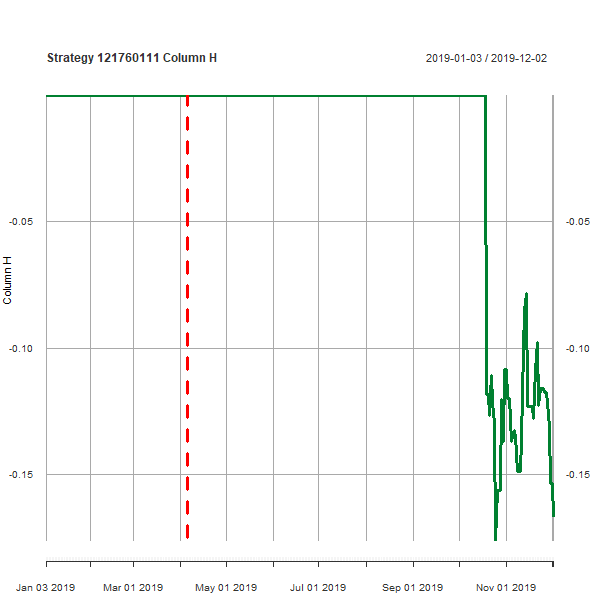 Strategy 121760111 Column H
2019-01-03 / 2019-12-02
-0.05
-0.05
Column H
-0.10
-0.10
-0.15
-0.15
Jan 03 2019
Mar 01 2019
May 01 2019
Jul 01 2019
Sep 01 2019
Nov 01 2019